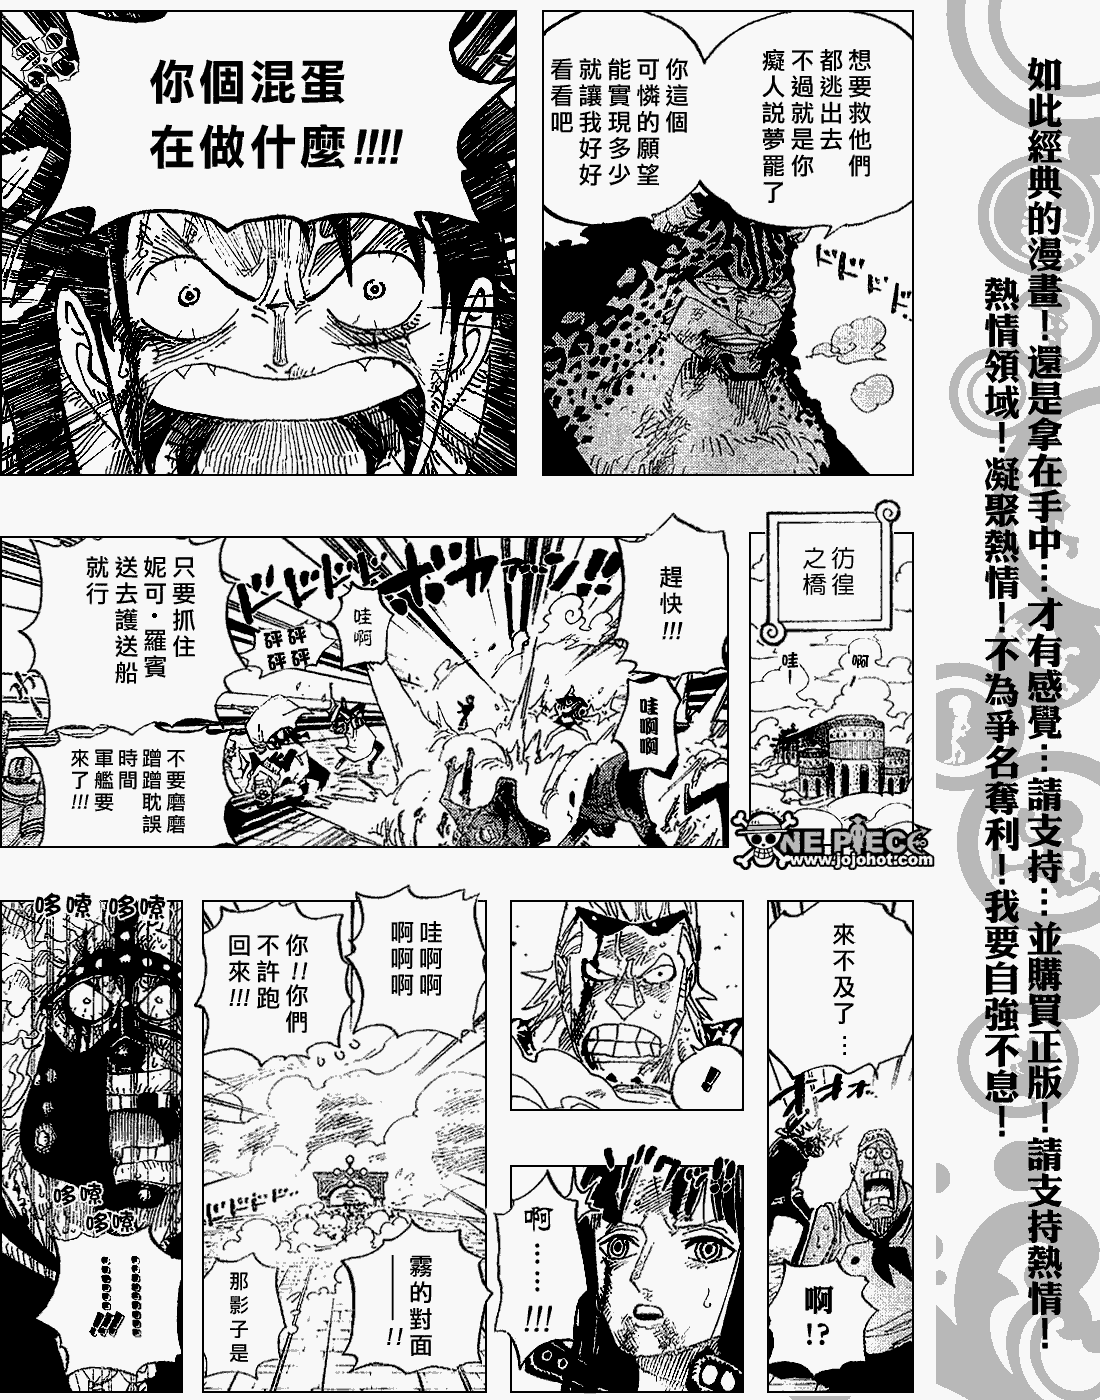 想要救他們
都逃出去
不過就是你
癡人説夢罷了
你這個
可憐的願望
能實現多少
就讓我好好
看看吧
ドドド
你個混蛋
在做什麼!!!!
彷徨
之橋
哇
啊
趕快!!!
哇啊啊
ドドドド
哇啊
砰砰
砰砰
只要抓住
妮可·羅賓
送去護送船
就行
不要磨磨
蹭蹭耽誤
時間
軍艦要
來了!!!
ONE PIECE
www.jojohot.com
來不及了…
啊!?
!!
啊……!!!
哇啊啊
啊啊啊
你!!你們
不許跑
回來!!!
霧的對面
——!!
那影子是
哆嗦
哆嗦
哆嗦
哆嗦
…………!!!
如此經典的漫畫！還是拿在手中…才有感覺…請支持…並購買正版！請支持熱情！
熱情領域！凝聚熱情！不為爭名奪利！我要自強不息！